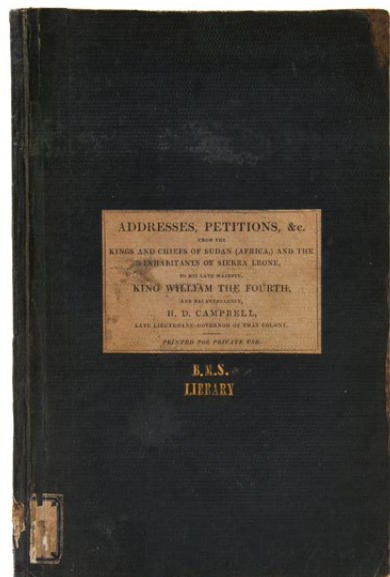 ADDRESSES, PETITIONS, &c.
FROM THE
KINGS AND CHIEFS OF SUDAN (AFRICA,) AND THE
INHABITANTS OF SIERRA LEONE,
TO HIS LATE MAJESTY,
KING WILLIAM THE FOURTH,
AND HIS EXCELLENCY,
H. D. CAMPBELL,
LATE LIEUTENANT-GOVERNOR OF THAT COLONY.
PRINTED FOR PRIVATE USE.
B.M.S.
LIBRARY